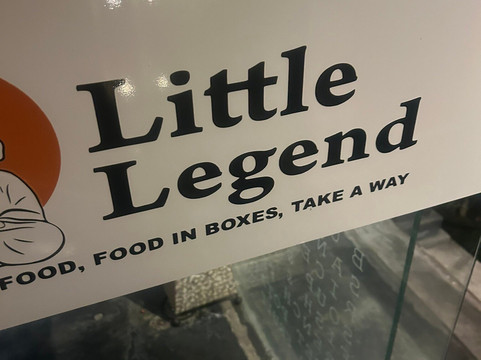 Little
Legend
FOOD, FOOD IN BOXES, TAKE A WAY